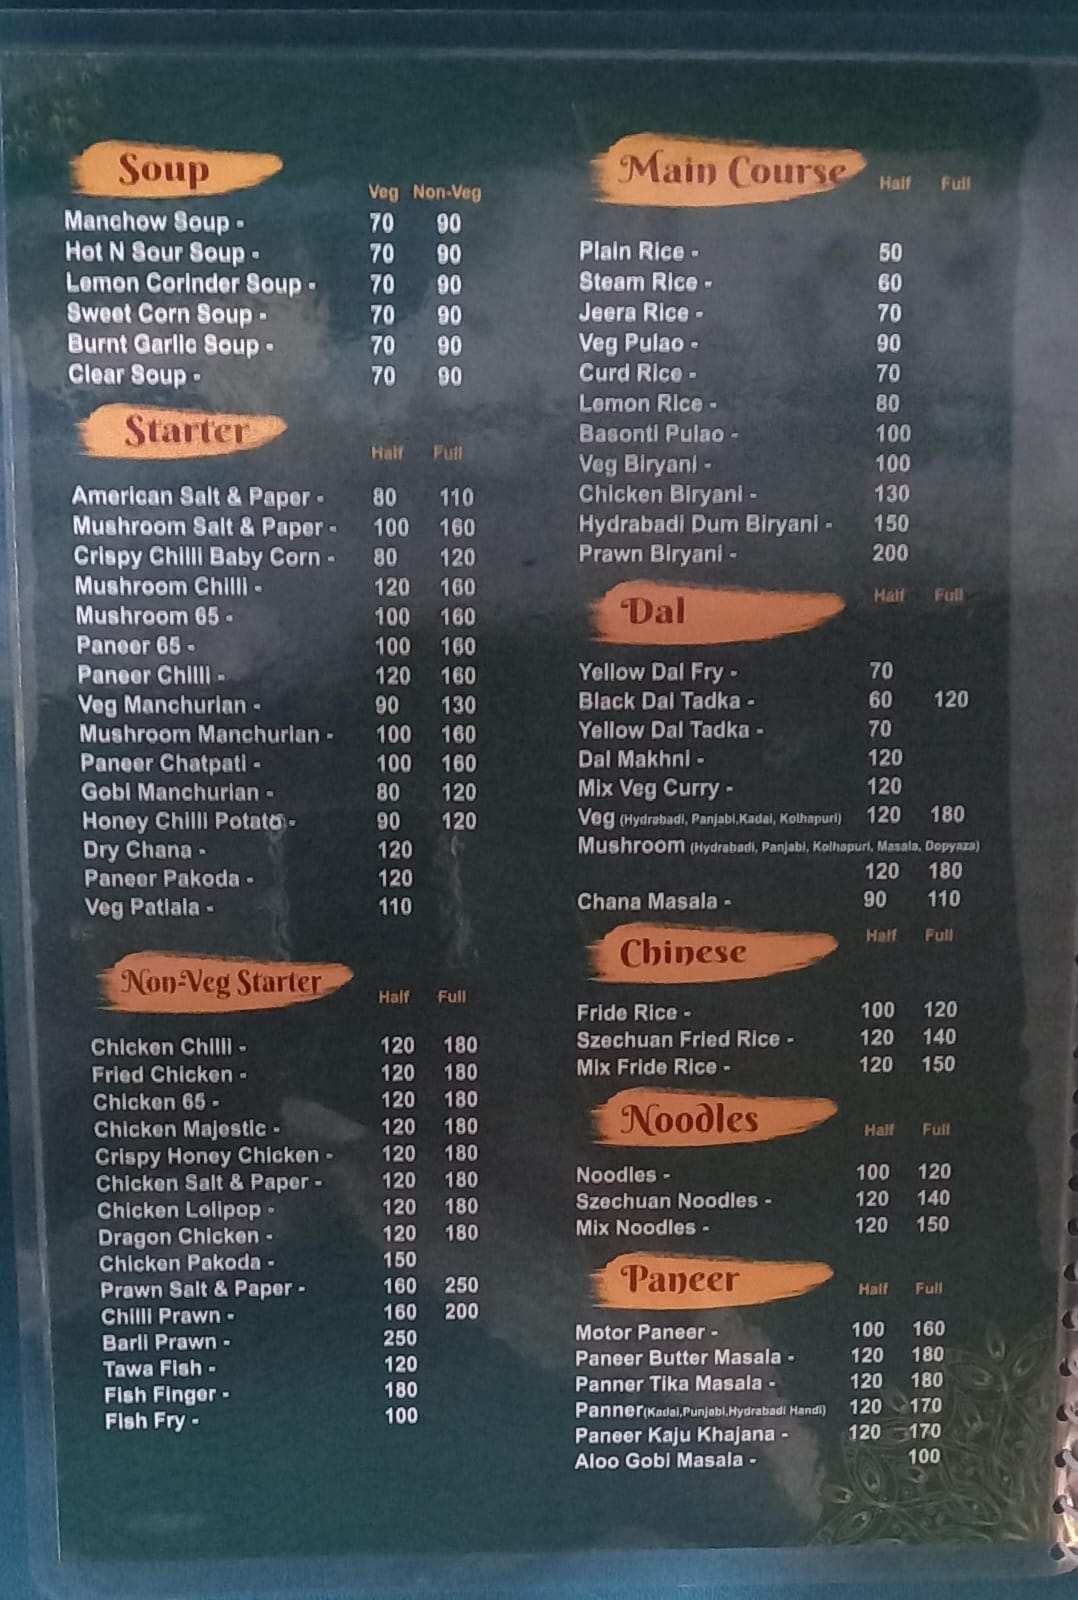 Soup
Veg Non-Veg
Manchow Soup - 70 90
Hot N Sour Soup - 70 90
Lemon Corinder Soup - 70 90
Sweet Corn Soup - 70 90
Burnt Garlic Soup - 70 90
Clear Soup - 70 90
Starter
Half Full
American Salt & Paper - 80 110
Mushroom Salt & Paper - 100 160
Crispy Chilli Baby Corn - 80 120
Mushroom Chilli - 120 160
Mushroom 65 - 100 160
Paneer 65 - 100 160
Paneer Chilli - 120 160
Veg Manchurian - 90 130
Mushroom Manchurian - 100 160
Paneer Chatpati - 100 160
Gobi Manchurian - 80 120
Honey Chilli Potato - 90 120
Dry Chana - 120
Paneer Pakoda - 120
Veg Patiala - 110
Non-Veg Starter
Half Full
Chicken Chilli - 120 180
Fried Chicken - 120 180
Chicken 65 - 120 180
Chicken Majestic - 120 180
Crispy Honey Chicken - 120 180
Chicken Salt & Paper - 120 180
Chicken Lolipop - 120 180
Dragon Chicken - 120 180
Chicken Pakoda - 150
Prawn Salt & Paper - 160 250
Chilli Prawn - 160 200
Barli Prawn - 250
Tawa Fish - 120
Fish Finger - 180
Fish Fry - 100
Main Course
Half Full
Plain Rice - 50
Steam Rice - 60
Jeera Rice - 70
Veg Pulao - 90
Curd Rice - 70
Lemon Rice - 80
Basonti Pulao - 100
Veg Biryani - 100
Chicken Biryani - 130
Hydrabadi Dum Biryani - 150
Prawn Biryani - 200
Dal
Half Full
Yellow Dal Fry - 70
Black Dal Tadka - 60 120
Yellow Dal Tadka - 70
Dal Makhni - 120
Mix Veg Curry - 120
Veg (Hydrabadi, Panjabi,Kadai, Kolhapuri) 120 180
Mushroom (Hydrabadi, Panjabi, Kolhapuri, Masala, Dopyaza)
120 180
Chana Masala - 90 110
Chinese
Half Full
Fride Rice - 100 120
Szechuan Fried Rice - 120 140
Mix Fride Rice - 120 150
Noodles
Half Full
Noodles - 100 120
Szechuan Noodles - 120 140
Mix Noodles - 120 150
Paneer
Half Full
Motor Paneer - 100 160
Paneer Butter Masala - 120 180
Panner Tika Masala - 120 180
Panner(Kadai,Punjabi,Hydrabadi Handi) 120 170
Paneer Kaju Khajana - 120 170
Aloo Gobi Masala - 100